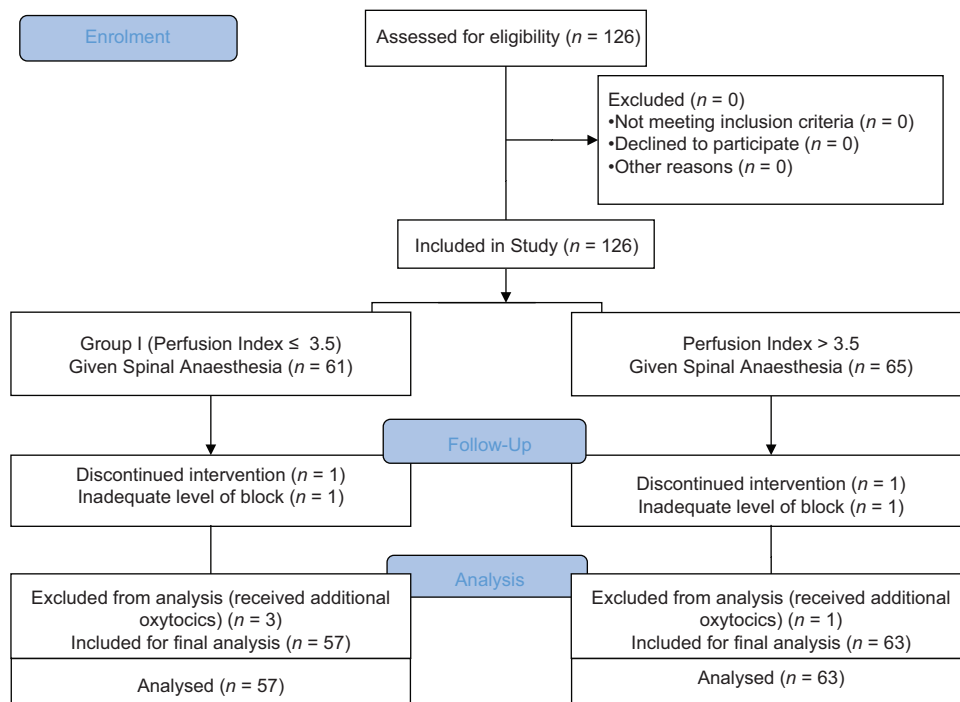 Enrolment
Assessed for eligibility (n = 126)
Excluded (n = 0)
•Not meeting inclusion criteria (n = 0)
•Declined to participate (n = 0)
•Other reasons (n = 0)
Included in Study (n = 126)
Group I (Perfusion Index ≤ 3.5)
Given Spinal Anaesthesia (n = 61)
Perfusion Index > 3.5
Given Spinal Anaesthesia (n = 65)
Follow-Up
Discontinued intervention (n = 1)
Inadequate level of block (n = 1)
Discontinued intervention (n = 1)
Inadequate level of block (n = 1)
Analysis
Excluded from analysis (received additional
oxytocics) (n = 3)
Included for final analysis (n = 57)
Excluded from analysis (received additional
oxytocics) (n = 1)
Included for final analysis (n = 63)
Analysed (n = 57)
Analysed (n = 63)